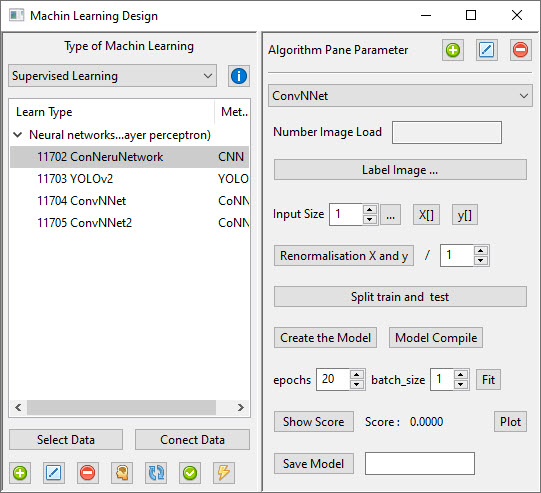 Machin Learning Design
Type of Machin Learning
Supervised Learning
Learn Type Met..
Neural networks...ayer perceptron)
11702 ConNeruNetwork CNN
11703 YOLOv2 YOLO
11704 ConvNNet CoNN
11705 ConvNNet2 CoNN
Select Data Conect Data
Algorithm Pane Parameter
ConvNNet
Number Image Load
Label Image ...
Input Size 1 ... X[] y[]
Renormalisation X and y / 1
Split train and test
Create the Model Model Compile
epochs 20 batch_size 1 Fit
Show Score Score : 0.0000 Plot
Save Model